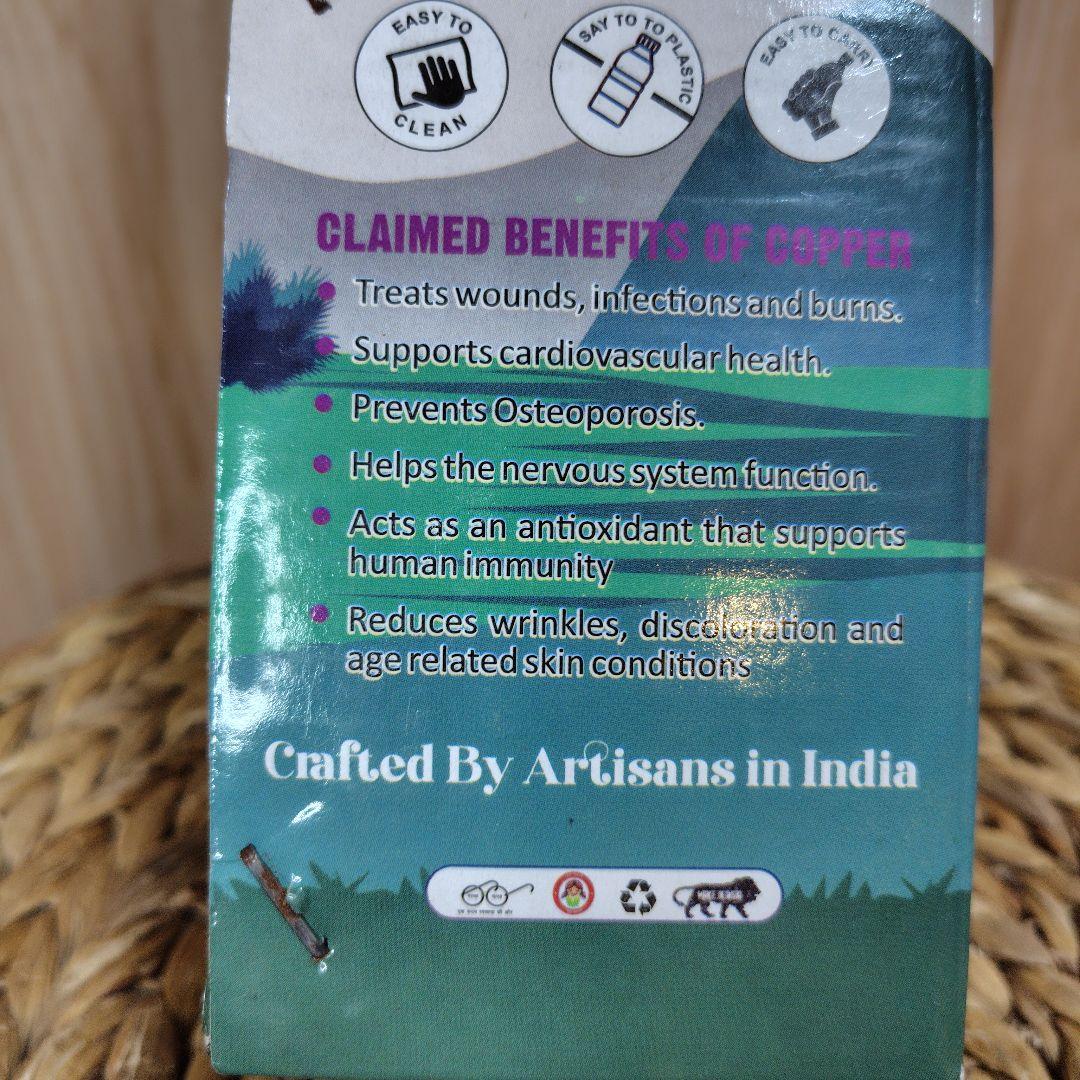 EASY TO
CLEAN
SAY TO TO PLASTIC
EASY TO CARRY
CLAIMED BENEFITS OF COPPER
Treats wounds, infections and burns.
Supports cardiovascular health.
Prevents Osteoporosis.
Helps the nervous system function.
Acts as an antioxidant that supports
human immunity
Reduces wrinkles, discoloration and
age related skin conditions
Crafted By Artisans in India